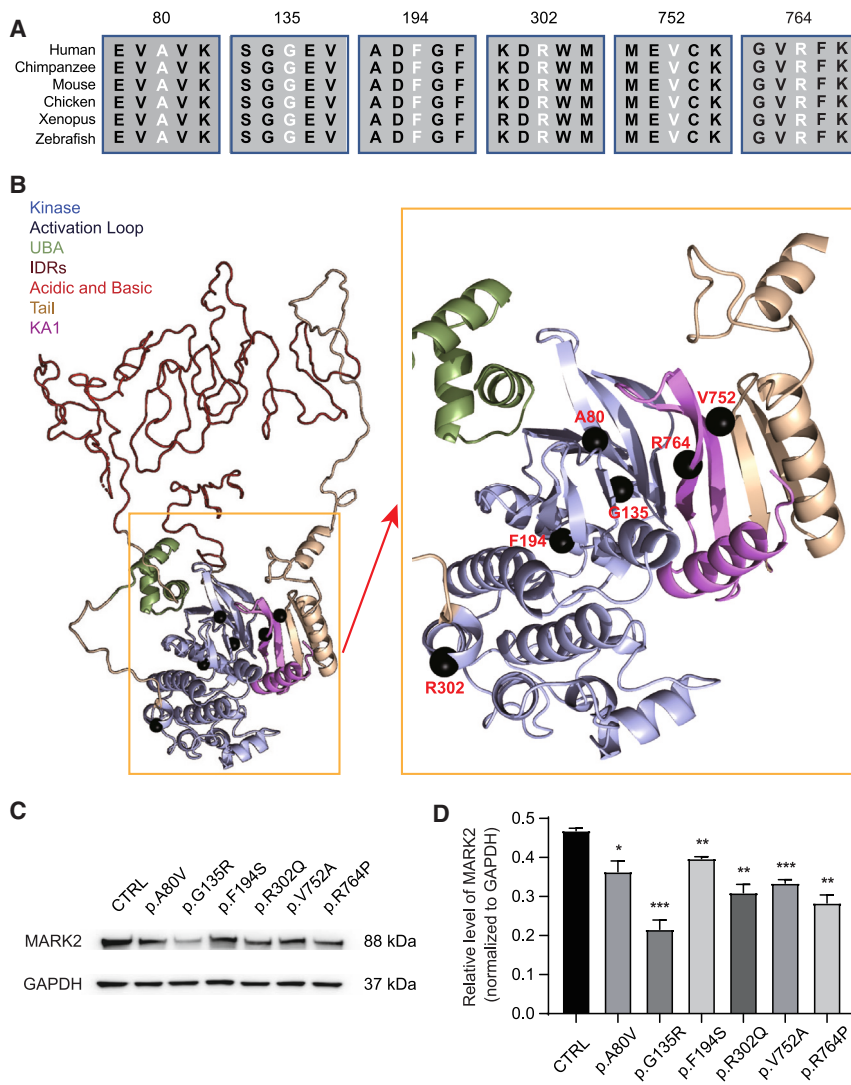 A
80 135 194 302 752 764
Human E V A V K S G G E V A D F G F K D R W M M E V C K G V R F K
Chimpanzee E V A V K S G G E V A D F G F K D R W M M E V C K G V R F K
Mouse E V A V K S G G E V A D F G F K D R W M M E V C K G V R F K
Chicken E V A V K S G G E V A D F G F K D R W M M E V C K G V R F K
Xenopus E V A V K S G G E V A D F G F R D R W M M E V C K G V R F K
Zebrafish E V A V K S G G E V A D F G F K D R W M M E V C K G V R F K
B
Kinase
Activation Loop
UBA
IDRs
Acidic and Basic
Tail
KA1
V752
A80
R764
G135
F194
R302
C
CTRL p.A80V p.G135R p.F194S p.R302Q p.V752A p.R764P
MARK2 88 kDa
GAPDH 37 kDa
D
Relative level of MARK2
(normalized to GAPDH)
0.5
0.4
0.3
0.2
0.1
0.0
* *** ** ** *** **
CTRL p.A80V p.G135R p.F194S p.R302Q p.V752A p.R764P